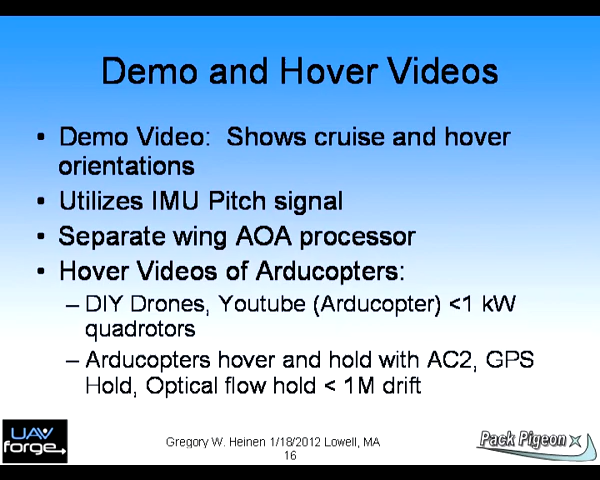 Demo and Hover Videos
• Demo Video: Shows cruise and hover
orientations
• Utilizes IMU Pitch signal
• Separate wing AOA processor
• Hover Videos of Arducopters:
– DIY Drones, Youtube (Arducopter) <1 kW
quadrotors
– Arducopters hover and hold with AC2, GPS
Hold, Optical flow hold < 1M drift
UAV
forge
Gregory W. Heinen 1/18/2012 Lowell, MA
16
Pack Pigeon